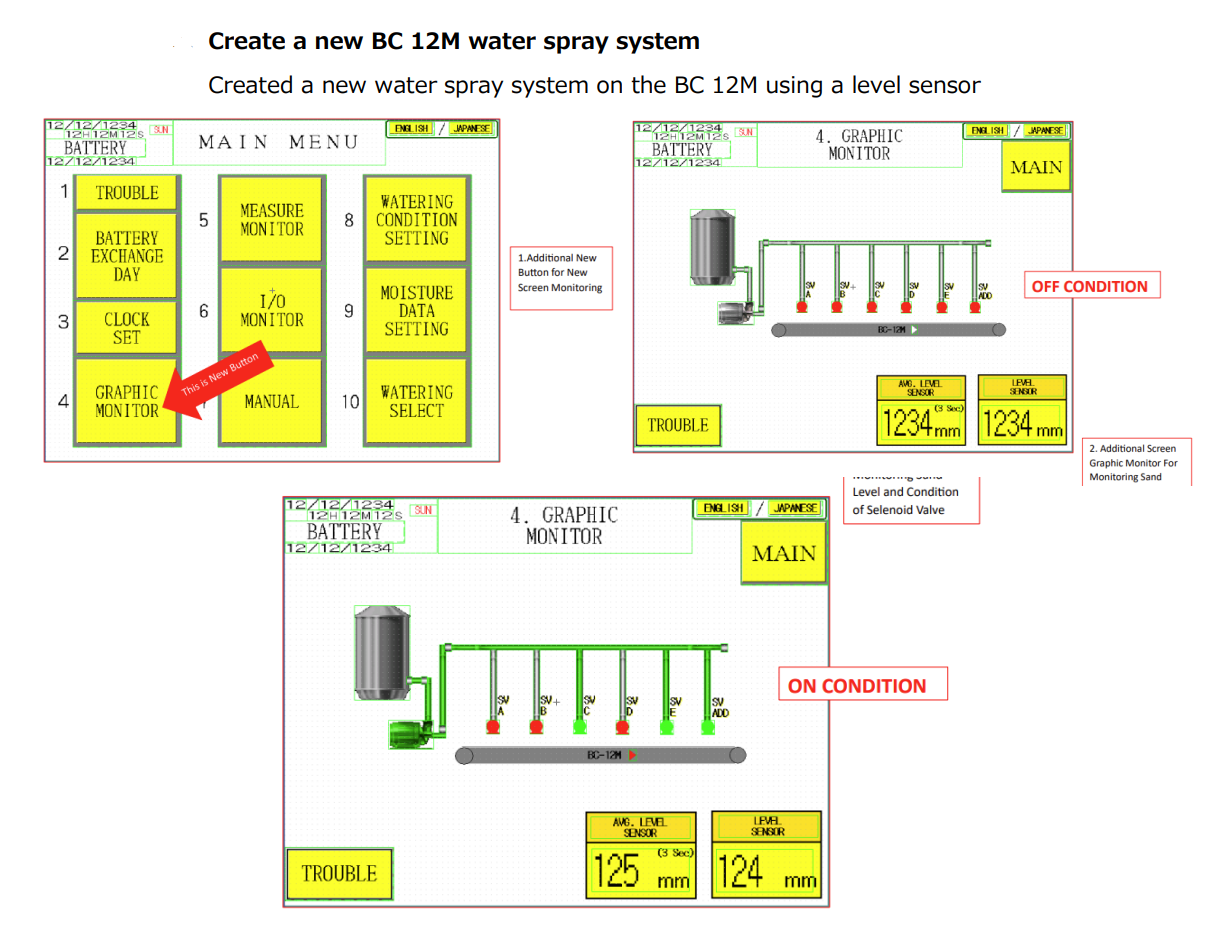 Create a new BC 12M water spray system
Created a new water spray system on the BC 12M using a level sensor
12/12/1234
12H12M12S
SUN
BATTERY
12/12/1234
MAIN MENU
ENGLISH / JAPANESE
1 TROUBLE
2 BATTERY
EXCHANGE
DAY
3 CLOCK
SET
4 GRAPHIC
MONITOR
This is New Button
5 MEASURE
MONITOR
6 I/O
MONITOR
MANUAL
8 WATERING
CONDITION
SETTING
9 MOISTURE
DATA
SETTING
10 WATERING
SELECT
1.Additional New
Button for New
Screen Monitoring
12/12/1234
12H12M12S
SUN
BATTERY
12/12/1234
4. GRAPHIC
MONITOR
ENGLISH / JAPANESE
MAIN
SV
A
SV
B
SV
C
SV
D
SV
E
SV
ADD
BC-12M
OFF CONDITION
AVG. LEVEL
SENSOR
(3 Sec)
1234 mm
LEVEL
SENSOR
1234 mm
TROUBLE
2. Additional Screen
Graphic Monitor For
Monitoring Sand
Level and Condition
of Selenoid Valve
12/12/1234
12H12M12S
SUN
BATTERY
12/12/1234
4. GRAPHIC
MONITOR
ENGLISH / JAPANESE
MAIN
SV
A
SV
B
SV
C
SV
D
SV
E
SV
ADD
BC-12M
ON CONDITION
AVG. LEVEL
SENSOR
(3 Sec)
125 mm
LEVEL
SENSOR
124 mm
TROUBLE